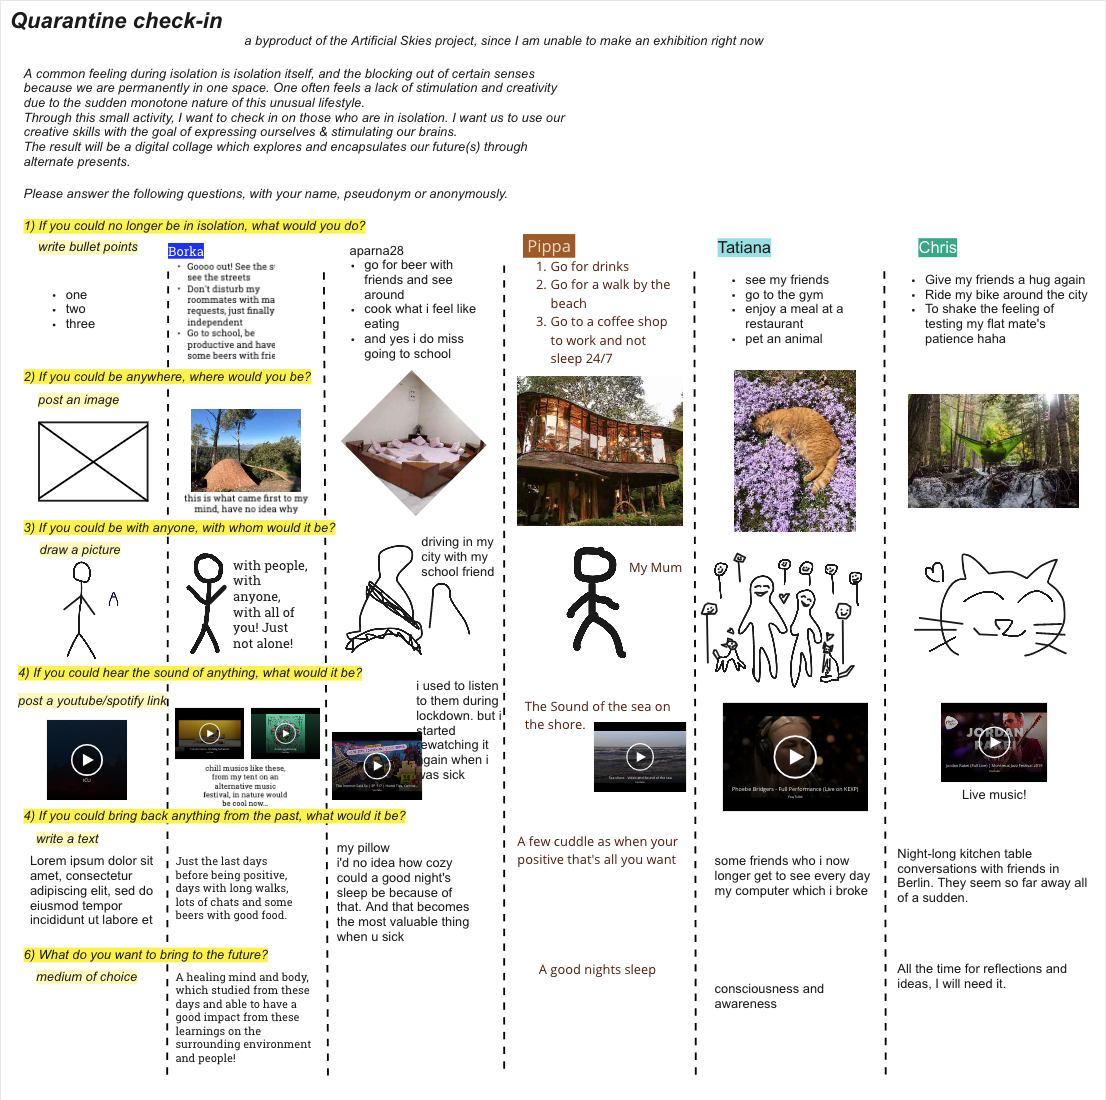 Quarantine check-in
a byproduct of the Artificial Skies project, since I am unable to make an exhibition right now
A common feeling during isolation is isolation itself, and the blocking out of certain senses
because we are permanently in one space. One often feels a lack of stimulation and creativity
due to the sudden monotone nature of this unusual lifestyle.
Through this small activity, I want to check in on those who are in isolation. I want us to use our
creative skills with the goal of expressing ourselves & stimulating our brains.
The result will be a digital collage which explores and encapsulates our future(s) through
alternate presents.
Please answer the following questions, with your name, pseudonym or anonymously.
1) If you could no longer be in isolation, what would you do?
write bullet points
• one
• two
• three
Borka
• Goooo out! See the
see the streets
• Don't disturb my
roommates with
requests, just finally
independent
• Go to school, be
productive and have
some beers with
aparna28
• go for beer with
friends and see
around
• cook what i feel like
eating
• and yes i do miss
going to school
Pippa
1. Go for drinks
2. Go for a walk by the
beach
3. Go to a coffee shop
to work and not
sleep 24/7
Tatiana
• see my friends
• go to the gym
• enjoy a meal at a
restaurant
• pet an animal
Chris
• Give my friends a hug again
• Ride my bike around the city
• To shake the feeling of
testing my flat mate's
patience haha
2) If you could be anywhere, where would you be?
post an image
this is what came first to my
mind, have no idea why
3) If you could be with anyone, with whom would it be?
draw a picture
with people,
with
anyone,
with all of
you! Just
not alone!
driving in my
city with my
school friend
My Mum
4) If you could hear the sound of anything, what would it be?
post a youtube/spotify link
ICU
chill musics like these,
from my tent on an
alternative music
festival, in nature would
be cool now...
i used to listen
to them during
lockdown. but i
started
rewatching it
again when i
was sick
The Sound of the sea on
the shore.
Phoebe Bridgers - Full Performance (Live on KEXP)
YouTube
JORDAN
RAKEI
Jordan Rakei (Full Live) | Montreal Jazz Festival 2019
Live music!
4) If you could bring back anything from the past, what would it be?
write a text
Lorem ipsum dolor sit
amet, consectetur
adipiscing elit, sed do
eiusmod tempor
incididunt ut labore et
Just the last days
before being positive,
days with long walks,
lots of chats and some
beers with good food.
my pillow
i'd no idea how cozy
could a good night's
sleep be because of
that. And that becomes
the most valuable thing
when u sick
A few cuddle as when your
positive that's all you want
some friends who i now
longer get to see every day
my computer which i broke
Night-long kitchen table
conversations with friends in
Berlin. They seem so far away all
of a sudden.
6) What do you want to bring to the future?
medium of choice
A healing mind and body,
which studied from these
days and able to have a
good impact from these
learnings on the
surrounding environment
and people!
A good nights sleep
consciousness and
awareness
All the time for reflections and
ideas, I will need it.